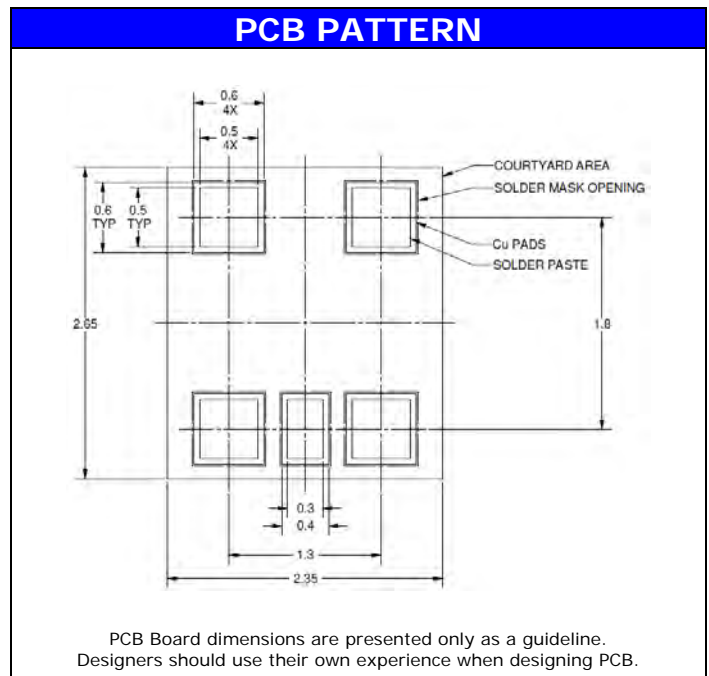 PCB PATTERN
0.6
4X
0.5
4X
COURTYARD AREA
SOLDER MASK OPENING
0.6
TYP
0.5
TYP
Cu PADS
SOLDER PASTE
2.65
1.8
0.3
0.4
1.3
2.35
PCB Board dimensions are presented only as a guideline.
Designers should use their own experience when designing PCB.